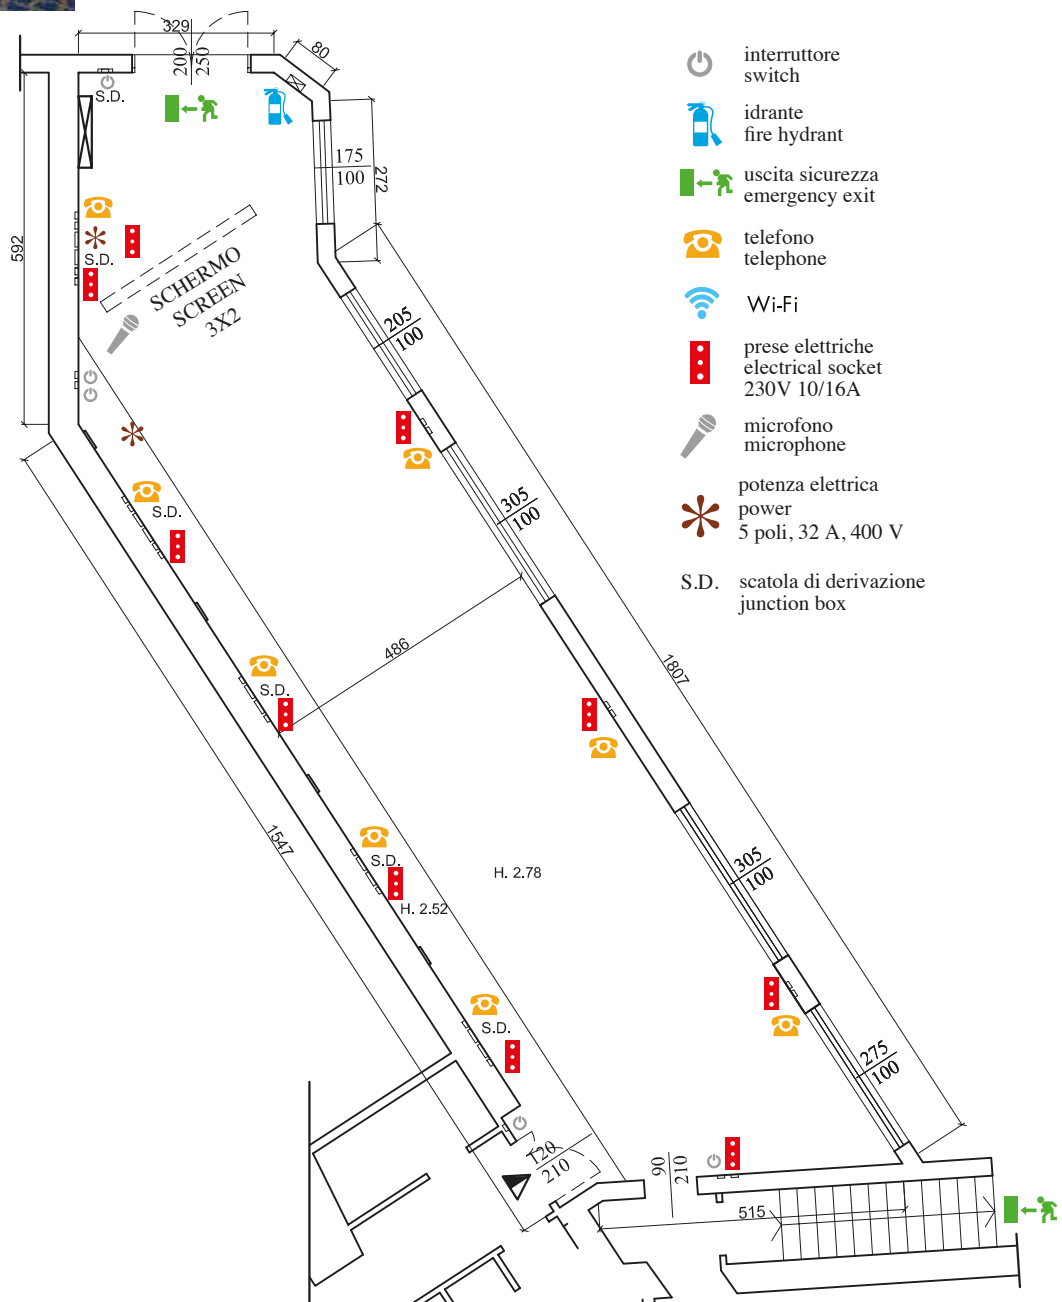 329
200
250
80
S.D.
175
100
272
592
S.D.
SCHERMO
SCREEN
3X2
205
100
305
100
S.D.
486
1807
S.D.
1547
S.D.
H. 2.78
H. 2.52
305
100
S.D.
275
100
120
210
90
210
515
interruttore
switch
idrante
fire hydrant
uscita sicurezza
emergency exit
telefono
telephone
Wi-Fi
prese elettriche
electrical socket
230V 10/16A
microfono
microphone
potenza elettrica
power
5 poli, 32 A, 400 V
S.D. scatola di derivazione
junction box